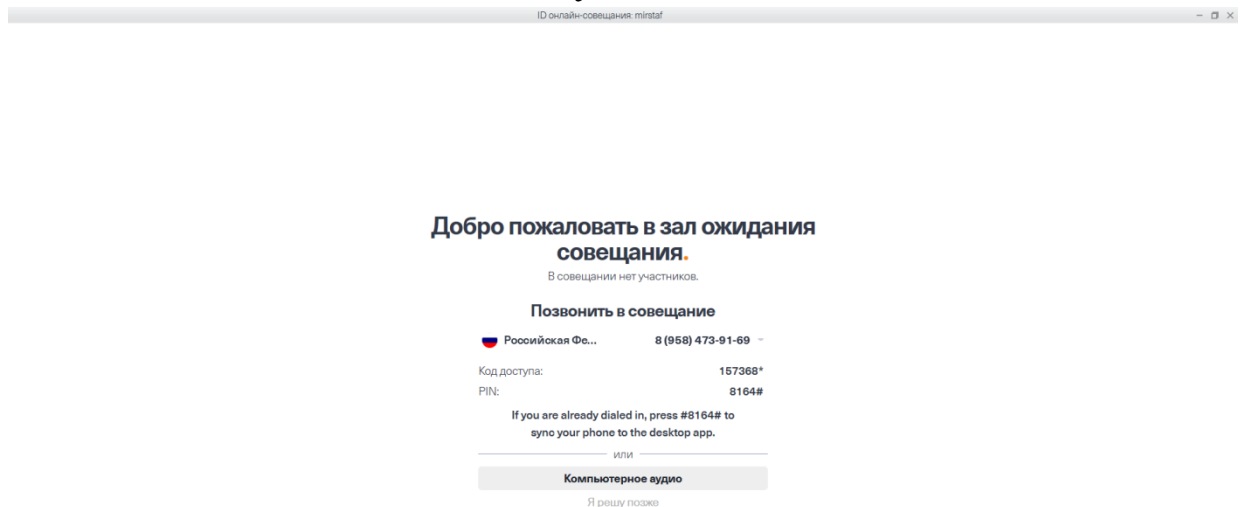 ID онлайн-совещания: mirstaf
Добро пожаловать в зал ожидания
совещания.
В совещании нет участников.
Позвонить в совещание
Российская Фе... 8 (958) 473-91-69
Код доступа: 157368*
PIN: 8164#
If you are already dialed in, press #8164# to
sync your phone to the desktop app.
или
Компьютерное аудио
Я решу позже